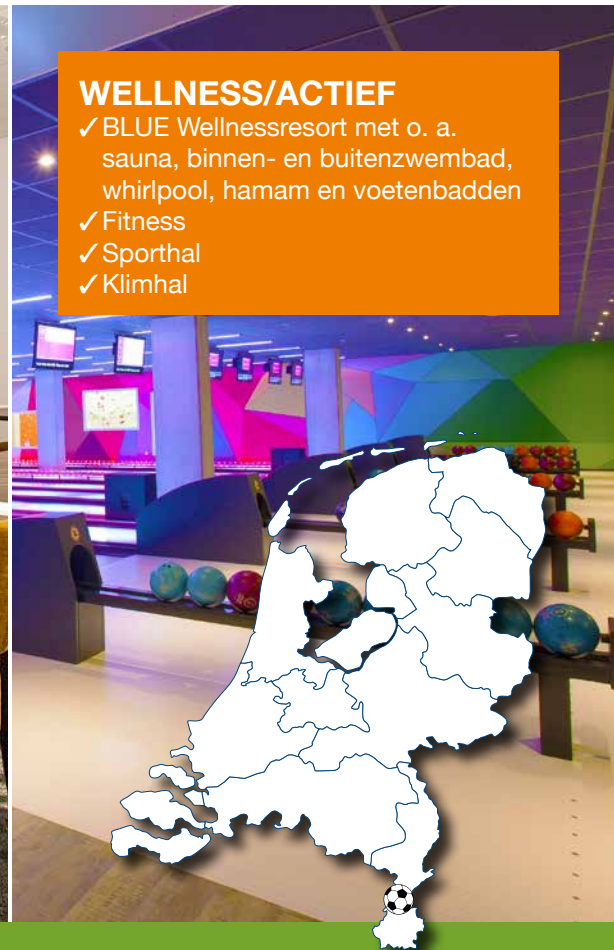 WELLNESS/ACTIEF
✓ BLUE Wellnessresort met o. a.
sauna, binnen- en buitenzwembad,
whirlpool, hamam en voetenbadden
✓ Fitness
✓ Sporthal
✓ Klimhal